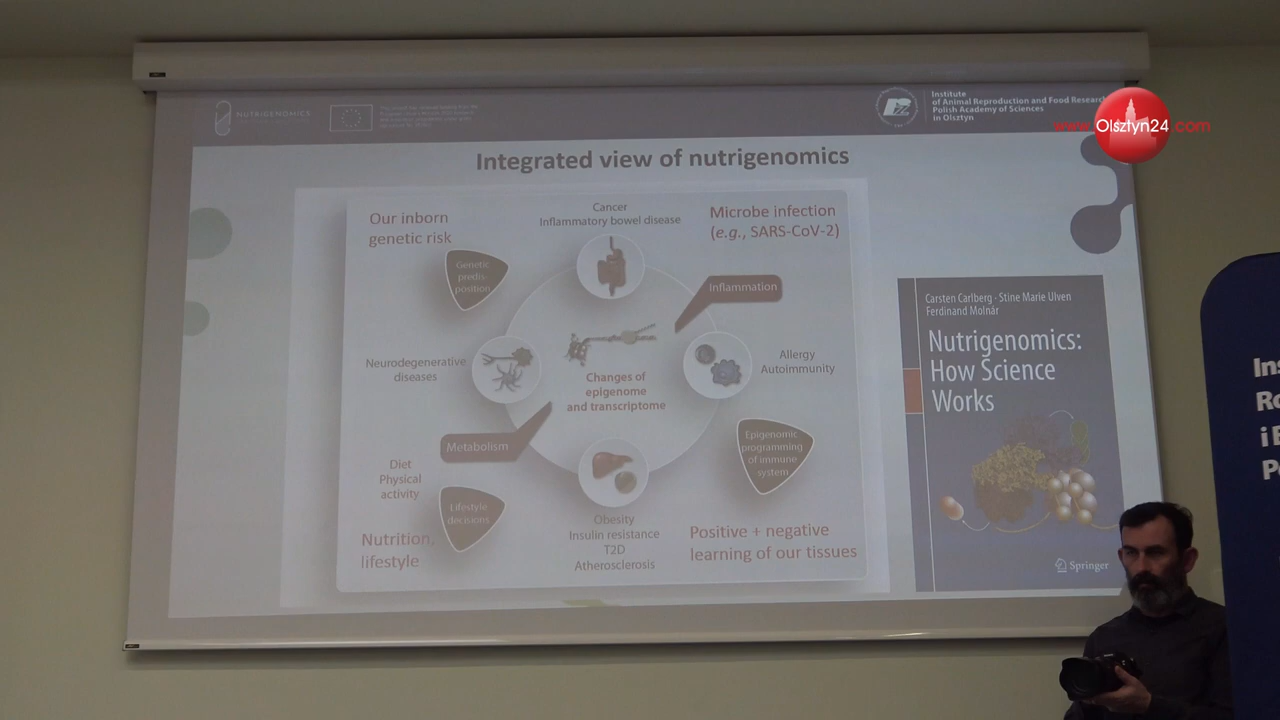 NUTRIGENOMICS
Institute
of Animal Reproduction and Food Research
Polish Academy of Sciences
in Olsztyn
www.Olsztyn24.com
Integrated view of nutrigenomics
Our inborn
genetic risk
Cancer
Inflammatory bowel disease
Microbe infection
(e.g., SARS-CoV-2)
Genetic
predis-
position
Inflammation
Neurodegenerative
diseases
Changes of
epigenome
and transcriptome
Allergy
Autoimmunity
Metabolism
Epigenomic
programming
of immune
system
Diet
Physical
activity
Lifestyle
decisions
Nutrition,
lifestyle
Obesity
Insulin resistance
T2D
Atherosclerosis
Positive + negative
learning of our tissues
Carsten Carlberg · Stine Marie Ulven
Ferdinand Molnár
Nutrigenomics:
How Science
Works
Springer
Ins
Ro
i B
Po